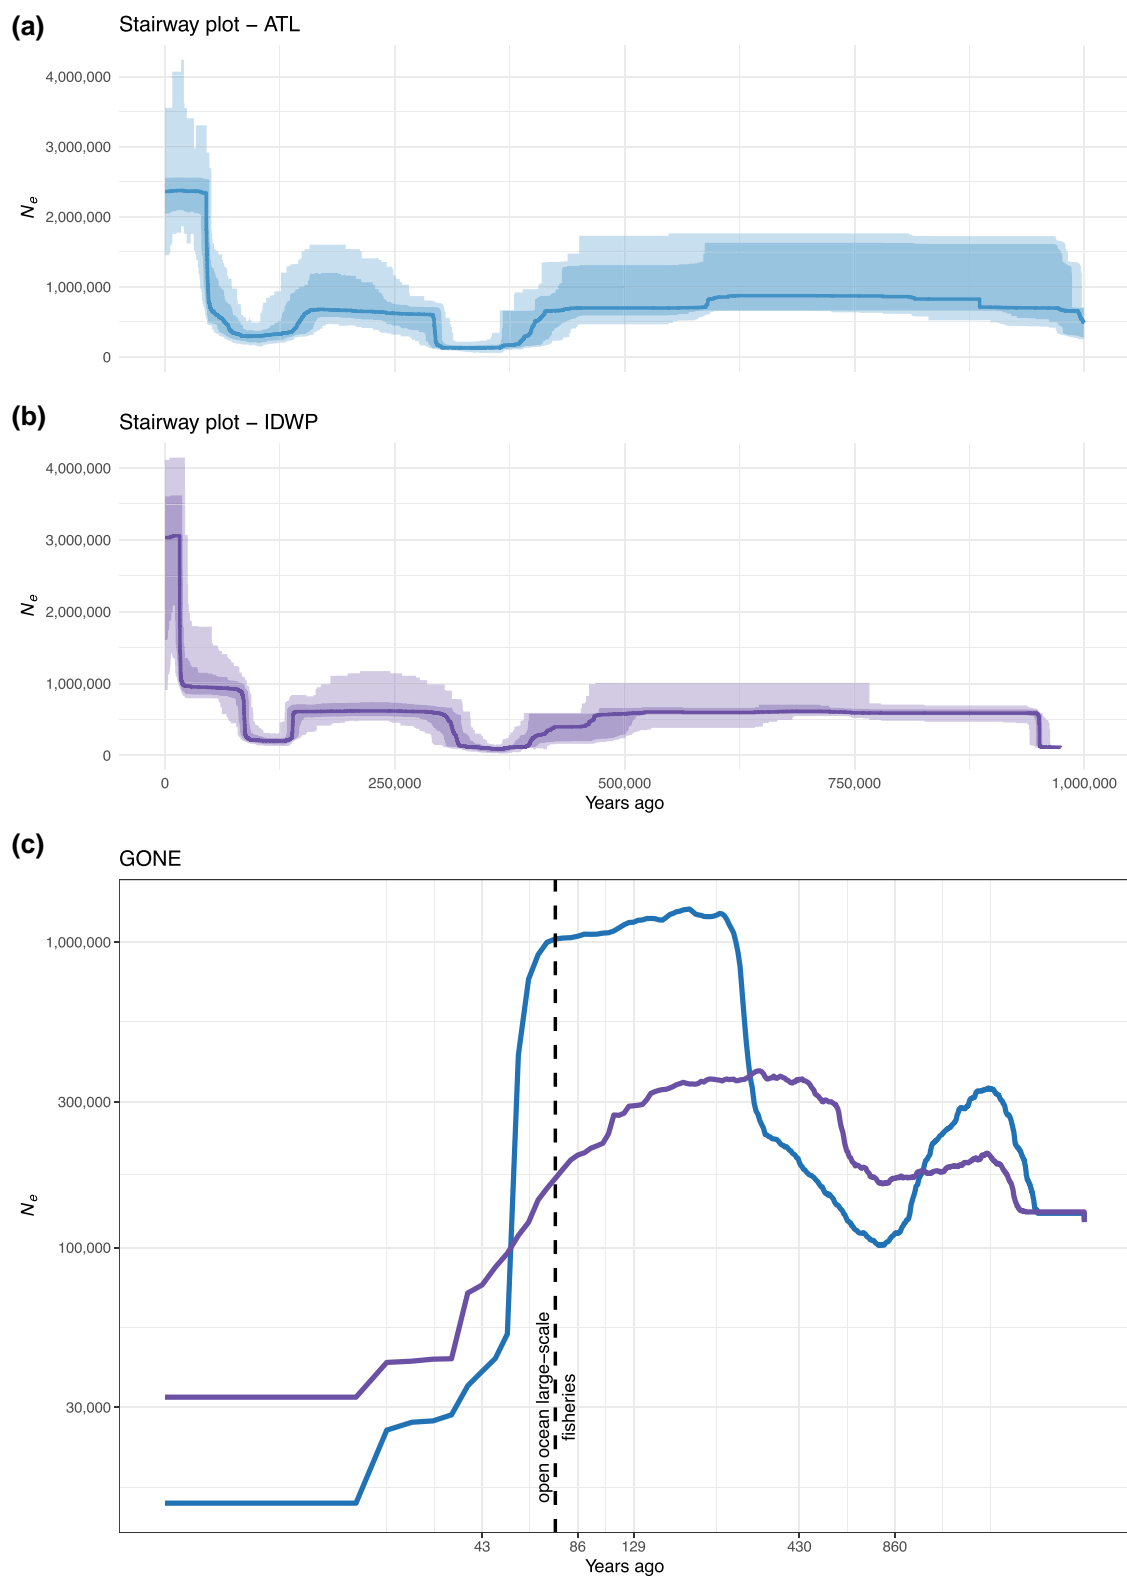 (a)
Stairway plot – ATL
4,000,000
3,000,000
2,000,000
1,000,000
0
Ne
(b)
Stairway plot – IDWP
4,000,000
3,000,000
2,000,000
1,000,000
0
Ne
0 250,000 500,000 750,000 1,000,000
Years ago
(c)
GONE
1,000,000
300,000
100,000
30,000
Ne
open ocean large–scale
fisheries
43 86 129 430 860
Years ago